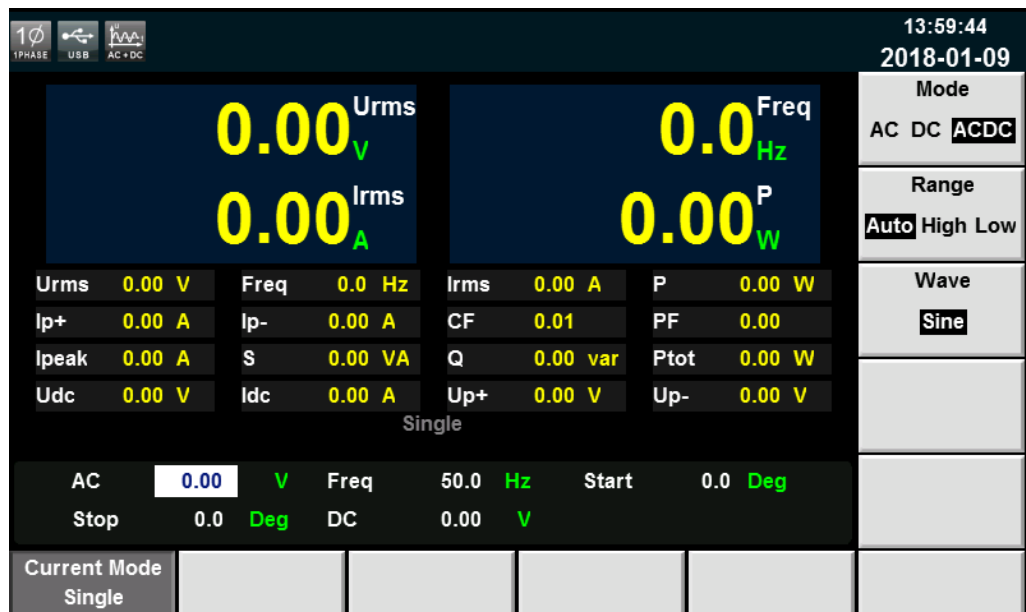 1Ø
1PHASE
USB
U
t
AC+DC
13:59:44
2018-01-09
0.00 Urms V
0.0 Freq Hz
0.00 Irms A
0.00 P W
Urms 0.00 V Freq 0.0 Hz Irms 0.00 A P 0.00 W
Ip+ 0.00 A Ip- 0.00 A CF 0.01 PF 0.00
Ipeak 0.00 A S 0.00 VA Q 0.00 var Ptot 0.00 W
Udc 0.00 V Idc 0.00 A Up+ 0.00 V Up- 0.00 V
Single
AC 0.00 V Freq 50.0 Hz Start 0.0 Deg
Stop 0.0 Deg DC 0.00 V
Mode
AC DC ACDC
Range
Auto High Low
Wave
Sine
Current Mode
Single